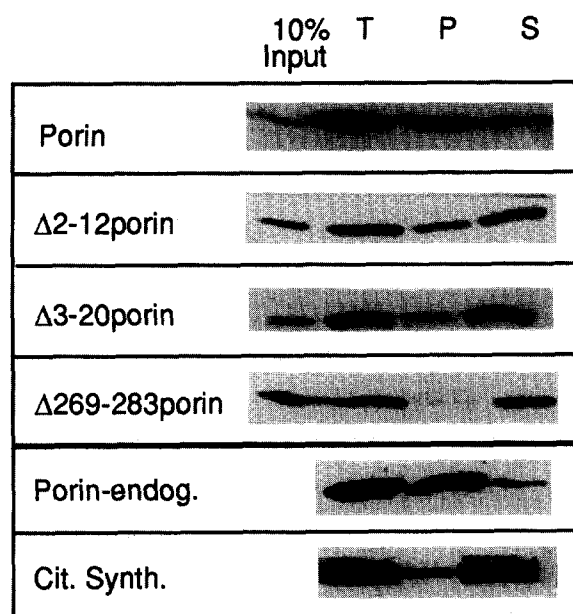 10% T P S
Input
Porin
Δ2-12porin
Δ3-20porin
Δ269-283porin
Porin-endog.
Cit. Synth.